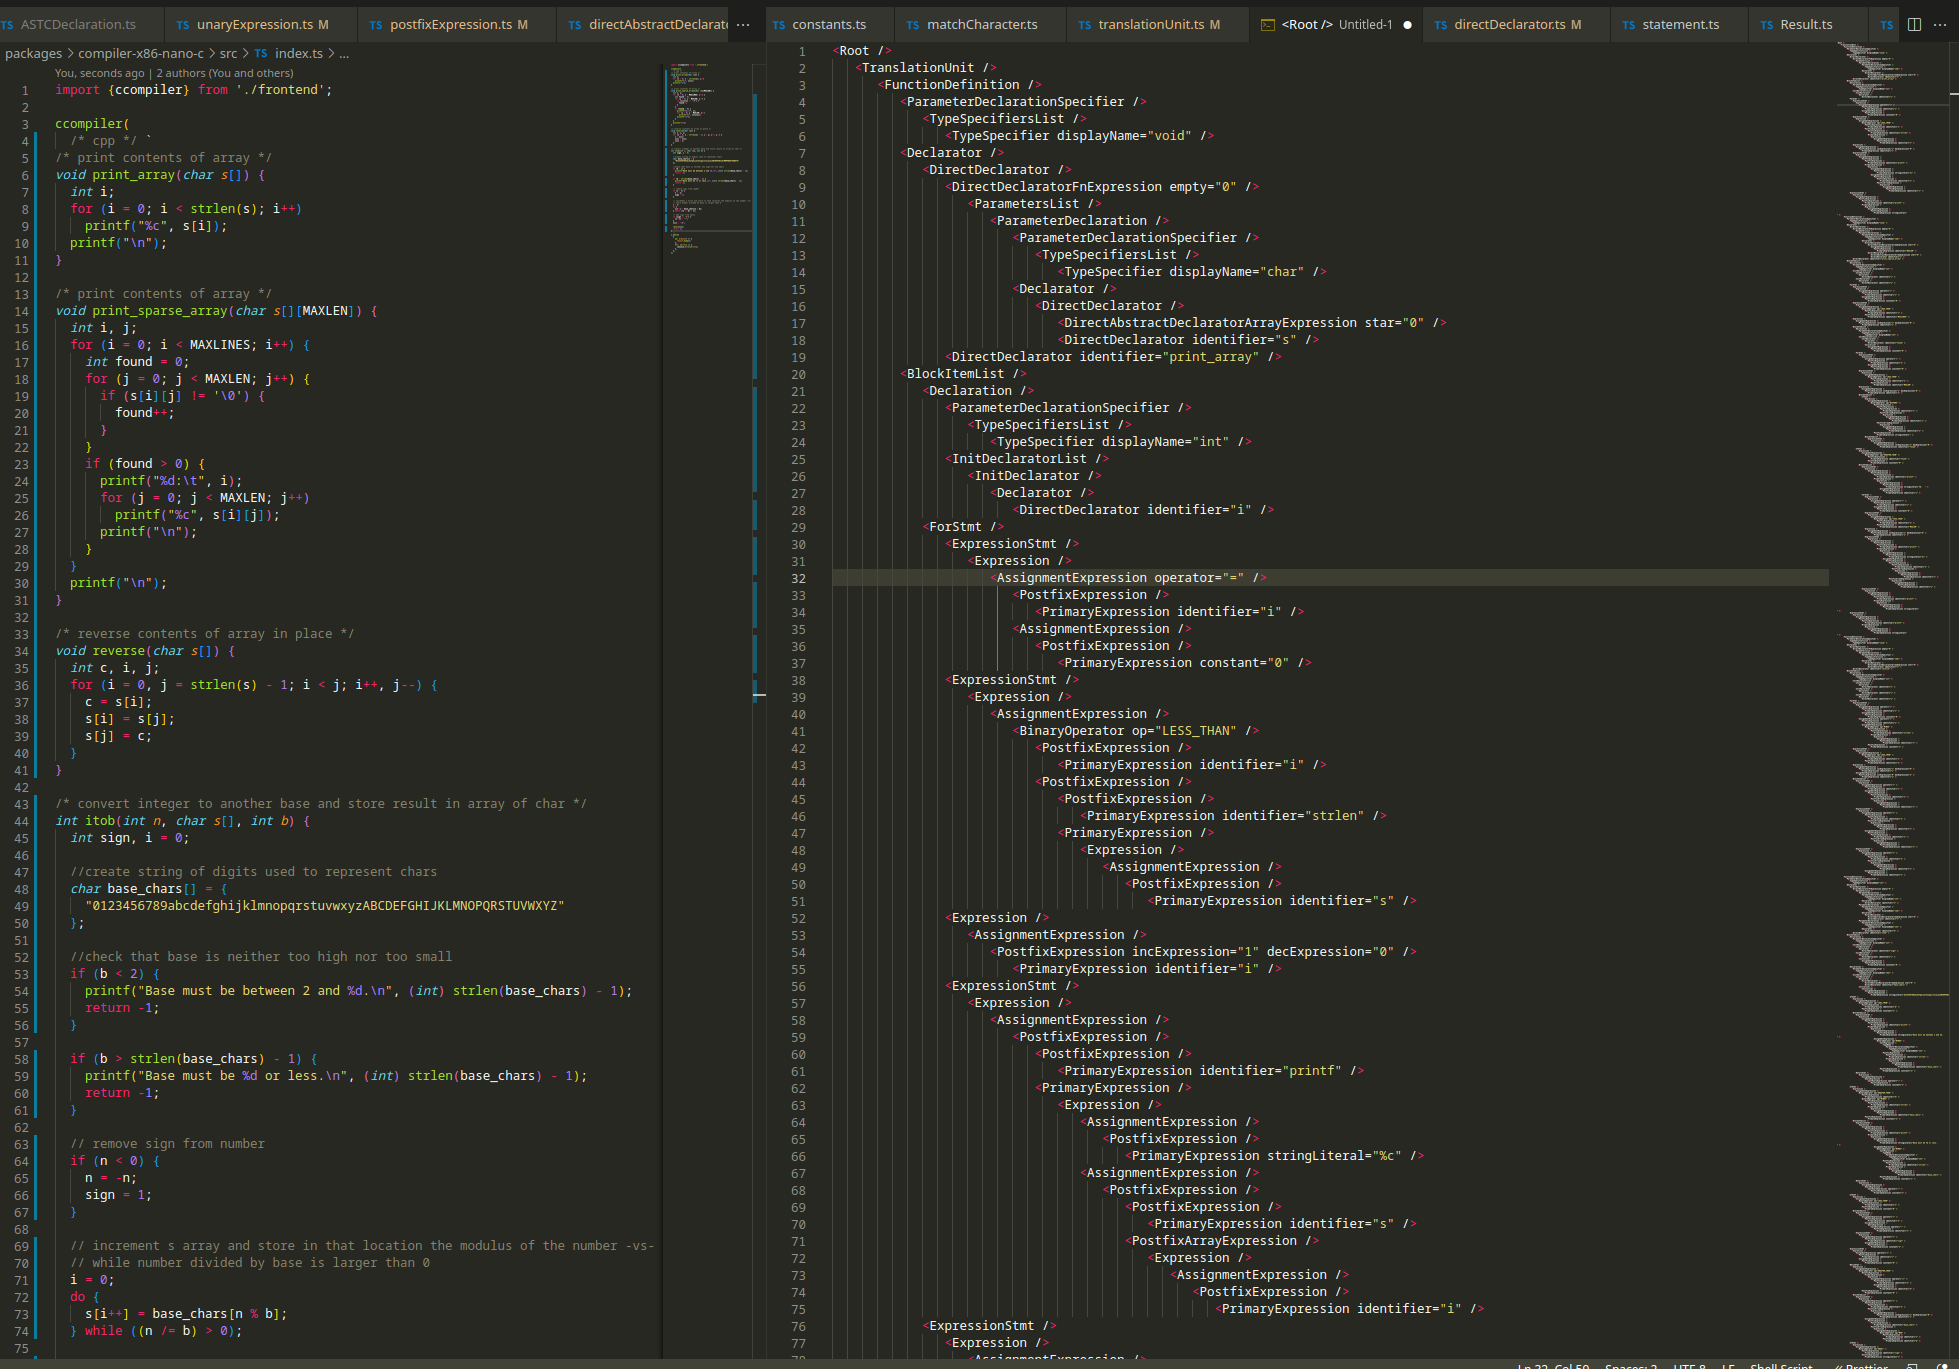 TS ASTCDeclaration.ts
TS unaryExpression.ts M
TS postfixExpression.ts M
TS directAbstractDeclarat
···
packages > compiler-x86-nano-c > src > TS index.ts > ...
You, seconds ago | 2 authors (You and others)
1 import {ccompiler} from './frontend';
2
3 ccompiler(
4 /* cpp */ `
5 /* print contents of array */
6 void print_array(char s[]) {
7 int i;
8 for (i = 0; i < strlen(s); i++)
9 printf("%c", s[i]);
10 printf("\n");
11 }
12
13 /* print contents of array */
14 void print_sparse_array(char s[][MAXLEN]) {
15 int i, j;
16 for (i = 0; i < MAXLINES; i++) {
17 int found = 0;
18 for (j = 0; j < MAXLEN; j++) {
19 if (s[i][j] != '\0') {
20 found++;
21 }
22 }
23 if (found > 0) {
24 printf("%d:\t", i);
25 for (j = 0; j < MAXLEN; j++)
26 printf("%c", s[i][j]);
27 printf("\n");
28 }
29 }
30 printf("\n");
31 }
32
33 /* reverse contents of array in place */
34 void reverse(char s[]) {
35 int c, i, j;
36 for (i = 0, j = strlen(s) - 1; i < j; i++, j--) {
37 c = s[i];
38 s[i] = s[j];
39 s[j] = c;
40 }
41 }
42
43 /* convert integer to another base and store result in array of char */
44 int itob(int n, char s[], int b) {
45 int sign, i = 0;
46
47 //create string of digits used to represent chars
48 char base_chars[] = {
49 "0123456789abcdefghijklmnopqrstuvwxyzABCDEFGHIJKLMNOPQRSTUVWXYZ"
50 };
51
52 //check that base is neither too high nor too small
53 if (b < 2) {
54 printf("Base must be between 2 and %d.\n", (int) strlen(base_chars) - 1);
55 return -1;
56 }
57
58 if (b > strlen(base_chars) - 1) {
59 printf("Base must be %d or less.\n", (int) strlen(base_chars) - 1);
60 return -1;
61 }
62
63 // remove sign from number
64 if (n < 0) {
65 n = -n;
66 sign = 1;
67 }
68
69 // increment s array and store in that location the modulus of the number -vs-
70 // while number divided by base is larger than 0
71 i = 0;
72 do {
73 s[i++] = base_chars[n % b];
74 } while ((n /= b) > 0);
75
TS constants.ts
TS matchCharacter.ts
TS translationUnit.ts M
<Root /> Untitled-1 ●
TS directDeclarator.ts M
TS statement.ts
TS Result.ts
TS
···
1 <Root />
2 <TranslationUnit />
3 <FunctionDefinition />
4 <ParameterDeclarationSpecifier />
5 <TypeSpecifiersList />
6 <TypeSpecifier displayName="void" />
7 <Declarator />
8 <DirectDeclarator />
9 <DirectDeclaratorFnExpression empty="0" />
10 <ParametersList />
11 <ParameterDeclaration />
12 <ParameterDeclarationSpecifier />
13 <TypeSpecifiersList />
14 <TypeSpecifier displayName="char" />
15 <Declarator />
16 <DirectDeclarator />
17 <DirectAbstractDeclaratorArrayExpression star="0" />
18 <DirectDeclarator identifier="s" />
19 <DirectDeclarator identifier="print_array" />
20 <BlockItemList />
21 <Declaration />
22 <ParameterDeclarationSpecifier />
23 <TypeSpecifiersList />
24 <TypeSpecifier displayName="int" />
25 <InitDeclaratorList />
26 <InitDeclarator />
27 <Declarator />
28 <DirectDeclarator identifier="i" />
29 <ForStmt />
30 <ExpressionStmt />
31 <Expression />
32 <AssignmentExpression operator="=" />
33 <PostfixExpression />
34 <PrimaryExpression identifier="i" />
35 <AssignmentExpression />
36 <PostfixExpression />
37 <PrimaryExpression constant="0" />
38 <ExpressionStmt />
39 <Expression />
40 <AssignmentExpression />
41 <BinaryOperator op="LESS_THAN" />
42 <PostfixExpression />
43 <PrimaryExpression identifier="i" />
44 <PostfixExpression />
45 <PostfixExpression />
46 <PrimaryExpression identifier="strlen" />
47 <PrimaryExpression />
48 <Expression />
49 <AssignmentExpression />
50 <PostfixExpression />
51 <PrimaryExpression identifier="s" />
52 <Expression />
53 <AssignmentExpression />
54 <PostfixExpression incExpression="1" decExpression="0" />
55 <PrimaryExpression identifier="i" />
56 <ExpressionStmt />
57 <Expression />
58 <AssignmentExpression />
59 <PostfixExpression />
60 <PostfixExpression />
61 <PrimaryExpression identifier="printf" />
62 <PrimaryExpression />
63 <Expression />
64 <AssignmentExpression />
65 <PostfixExpression />
66 <PrimaryExpression stringLiteral="%c" />
67 <AssignmentExpression />
68 <PostfixExpression />
69 <PostfixExpression />
70 <PrimaryExpression identifier="s" />
71 <PostfixArrayExpression />
72 <Expression />
73 <AssignmentExpression />
74 <PostfixExpression />
75 <PrimaryExpression identifier="i" />
76 <ExpressionStmt />
77 <Expression />
78 <AssignmentExpression />
Ln 32, Col 59 Spaces: 2 UTF-8 LF Shell Script Prettier